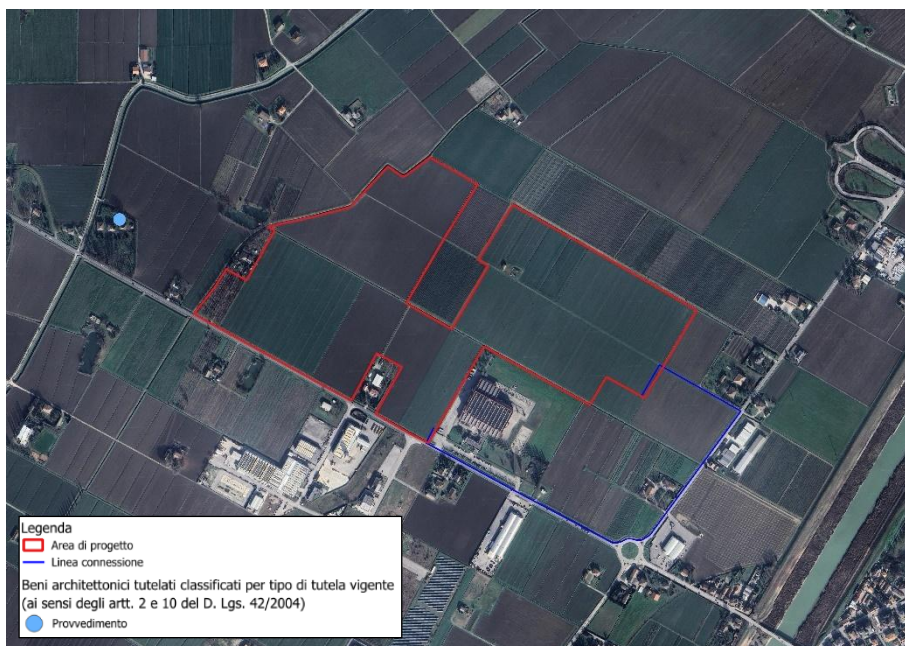 Legenda
Area di progetto
Linea connessione
Beni architettonici tutelati classificati per tipo di tutela vigente
(ai sensi degli artt. 2 e 10 del D. Lgs. 42/2004)
Provvedimento